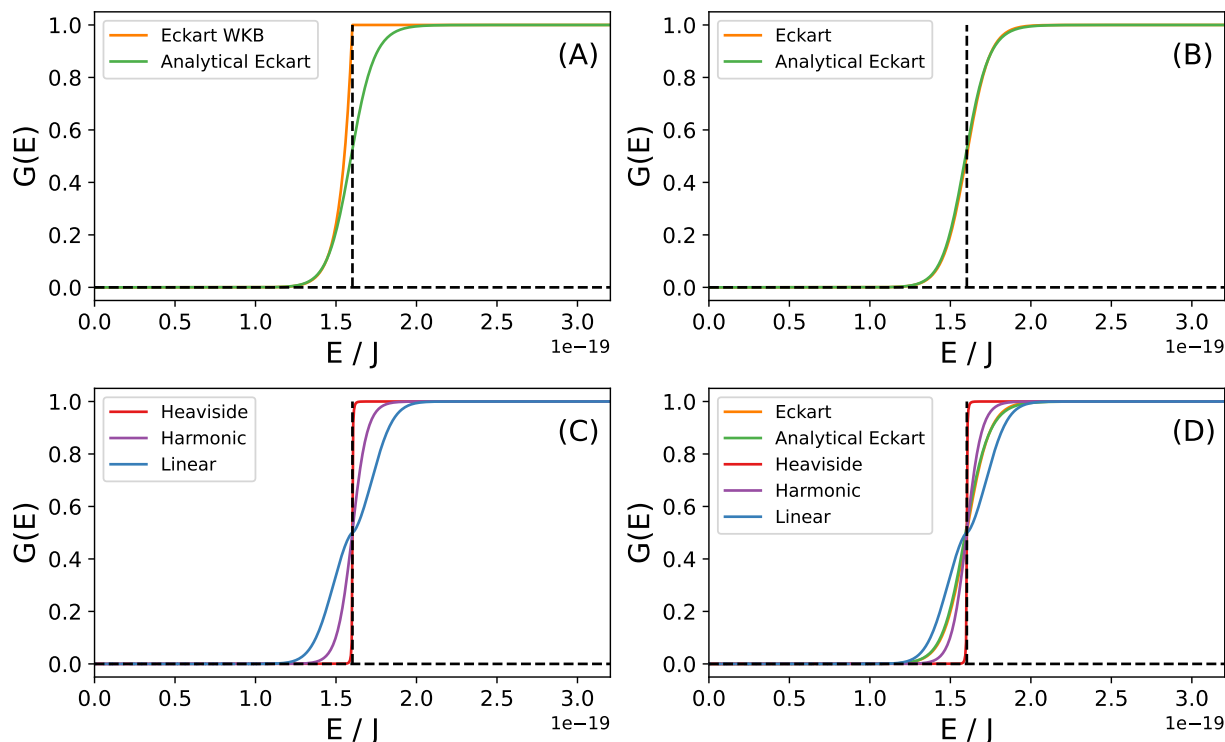 Eckart WKB
Analytical Eckart
(A)
G(E)
1.0
0.8
0.6
0.4
0.2
0.0
0.0 0.5 1.0 1.5 2.0 2.5 3.0
E / J
1e−19
Eckart
Analytical Eckart
(B)
G(E)
1.0
0.8
0.6
0.4
0.2
0.0
0.0 0.5 1.0 1.5 2.0 2.5 3.0
E / J
1e−19
Heaviside
Harmonic
Linear
(C)
G(E)
1.0
0.8
0.6
0.4
0.2
0.0
0.0 0.5 1.0 1.5 2.0 2.5 3.0
E / J
1e−19
Eckart
Analytical Eckart
Heaviside
Harmonic
Linear
(D)
G(E)
1.0
0.8
0.6
0.4
0.2
0.0
0.0 0.5 1.0 1.5 2.0 2.5 3.0
E / J
1e−19